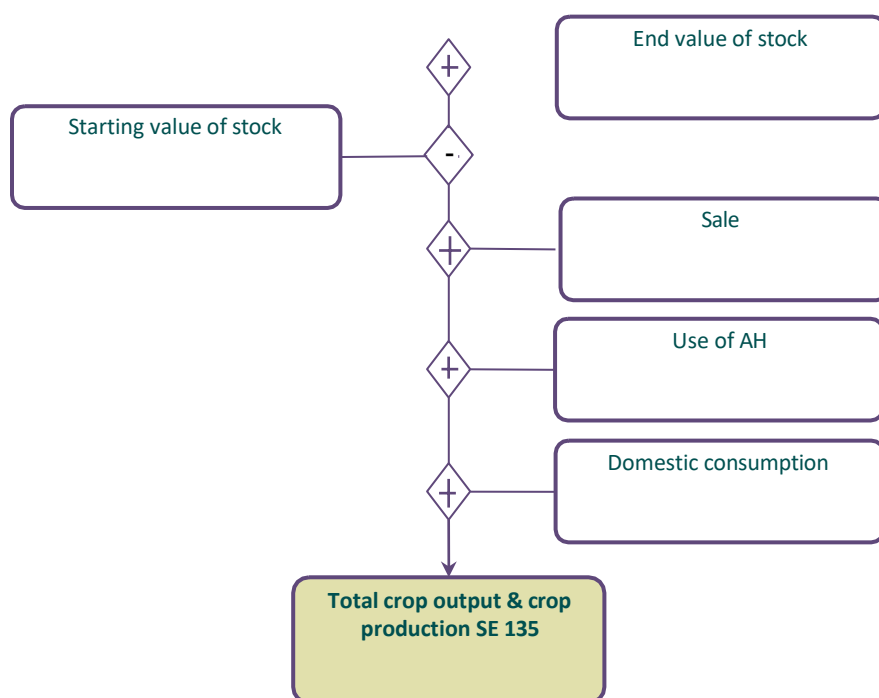 End value of stock
+
Starting value of stock
-
+
Sale
+
Use of AH
+
Domestic consumption
Total crop output & crop
production SE 135